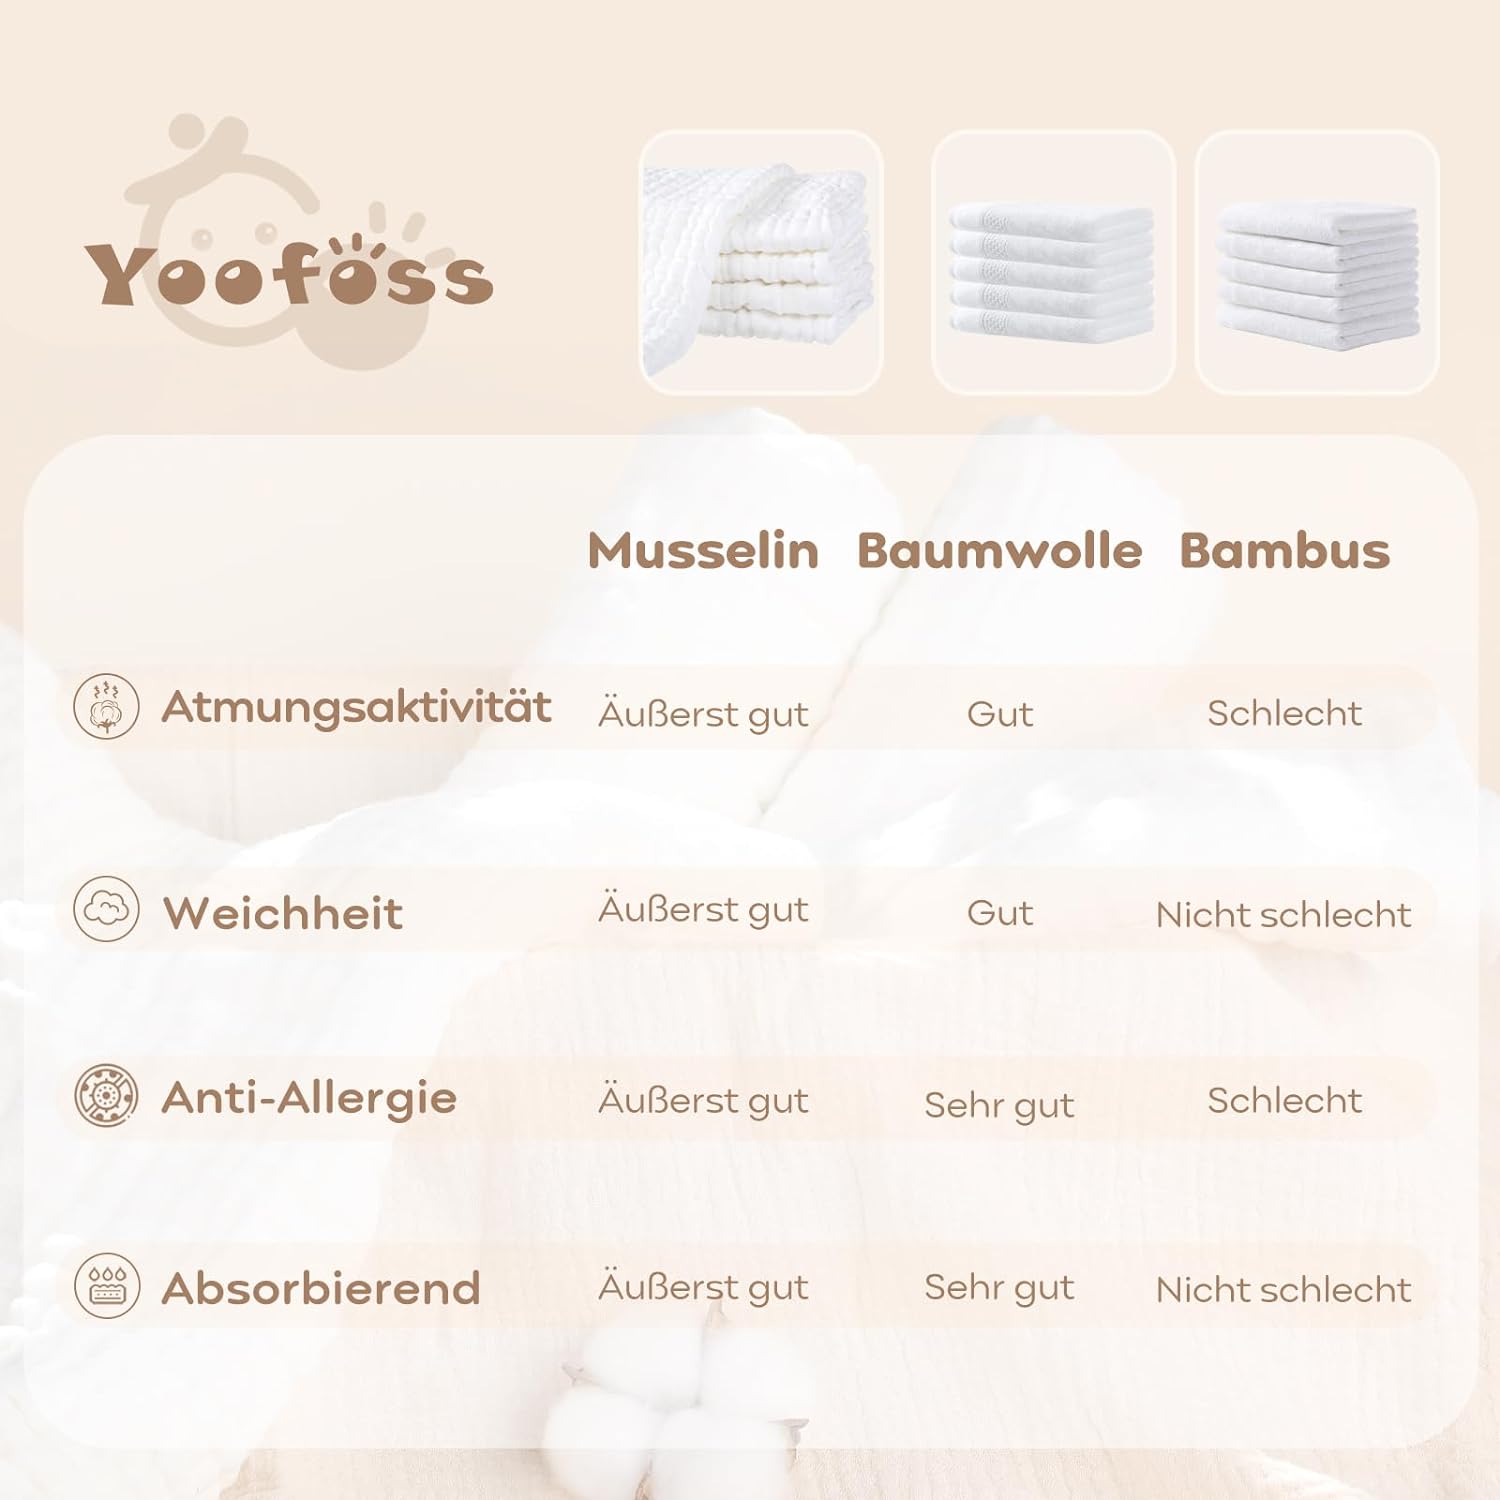 Yoofoss
Musselin Baumwolle Bambus
Atmungsaktivität Äußerst gut Gut Schlecht
Weichheit Äußerst gut Gut Nicht schlecht
Anti-Allergie Äußerst gut Sehr gut Schlecht
Absorbierend Äußerst gut Sehr gut Nicht schlecht